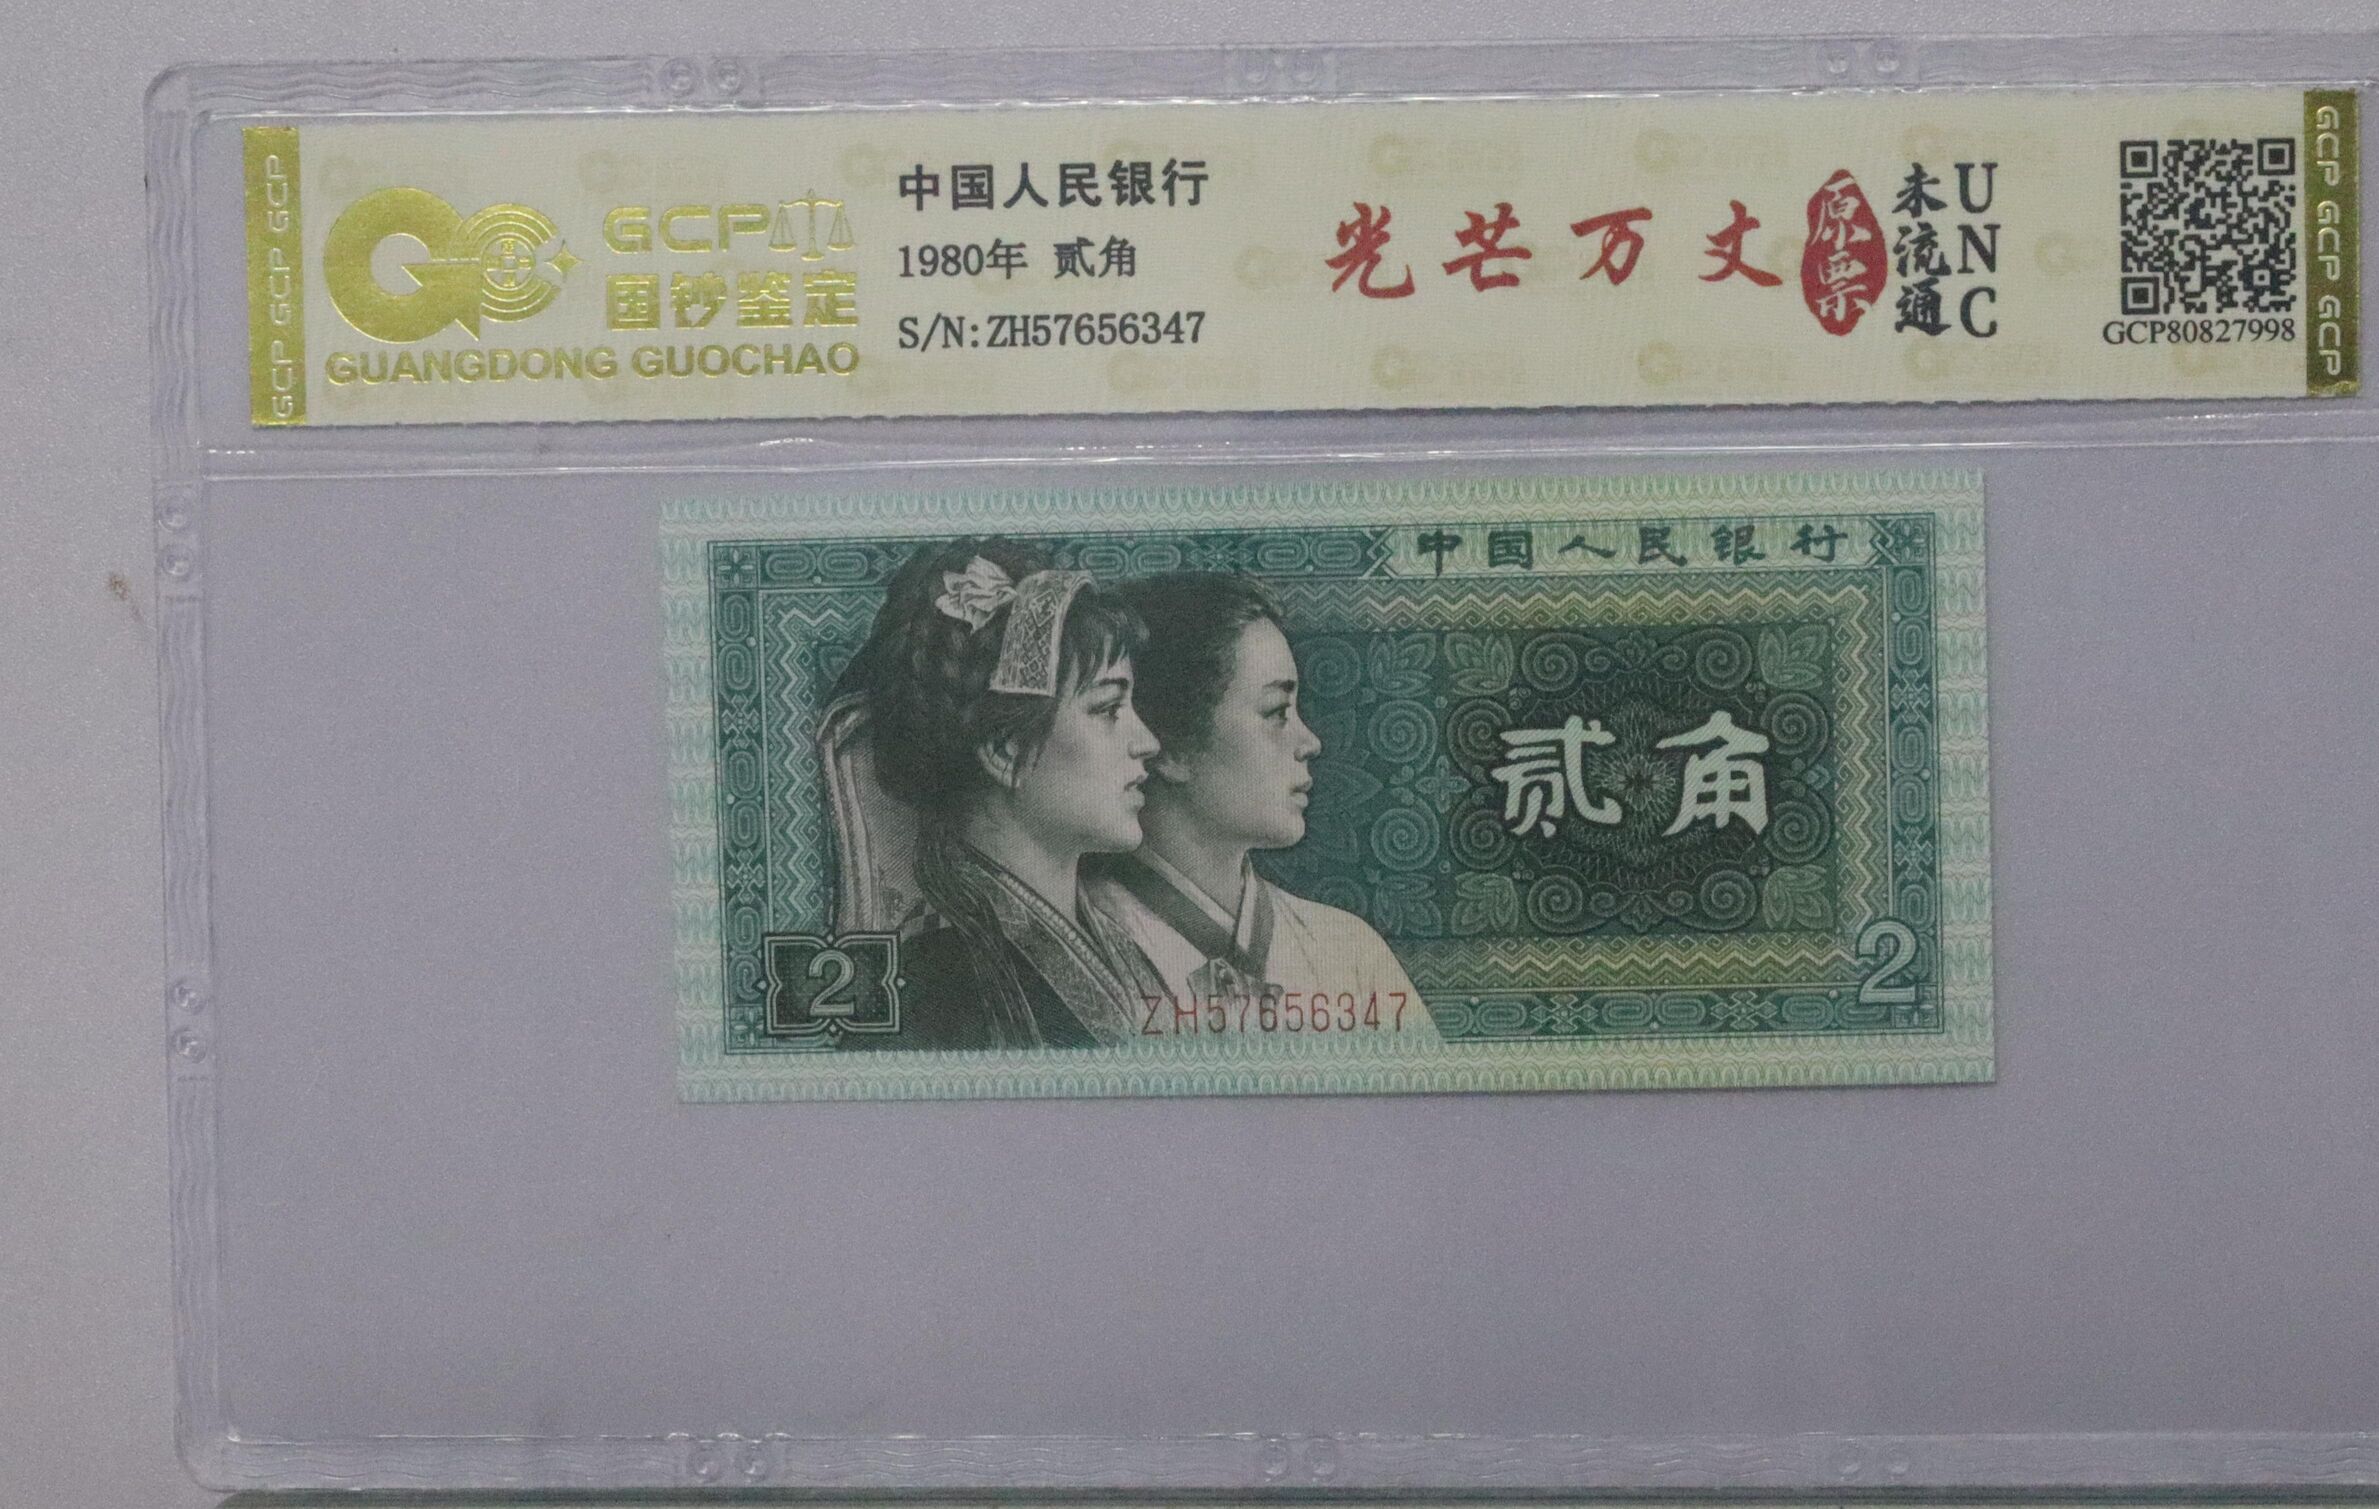 GCP GCP GCP
GCP
国钞鉴定
GUANGDONG GUOCHAO
中国人民银行
1980年 贰角
S/N:ZH57656347
光芒万丈
原票
未流通
UNC
GCP80827998
GCP GCP GCP
中国人民银行
贰角
2
2
ZH57656347